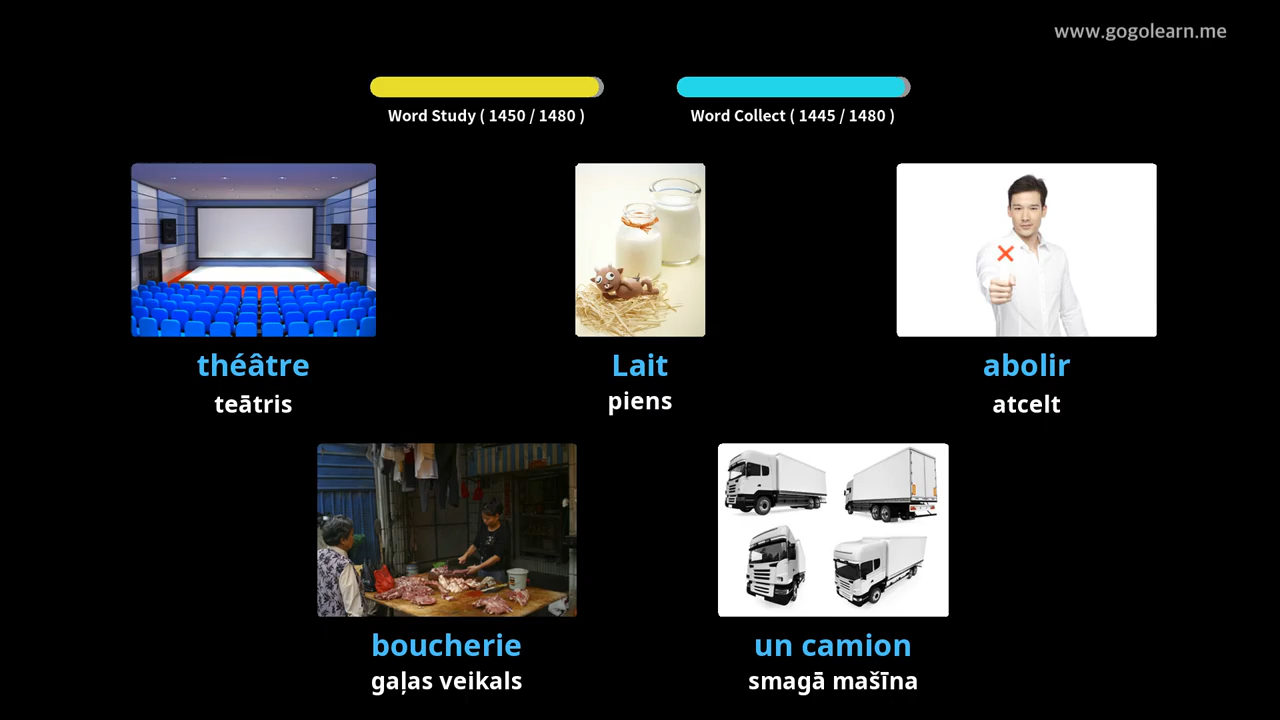 www.gogolearn.me
Word Study ( 1450 / 1480 )
Word Collect ( 1445 / 1480 )
théâtre
teātris
Lait
piens
abolir
atcelt
boucherie
gaļas veikals
un camion
smagā mašīna